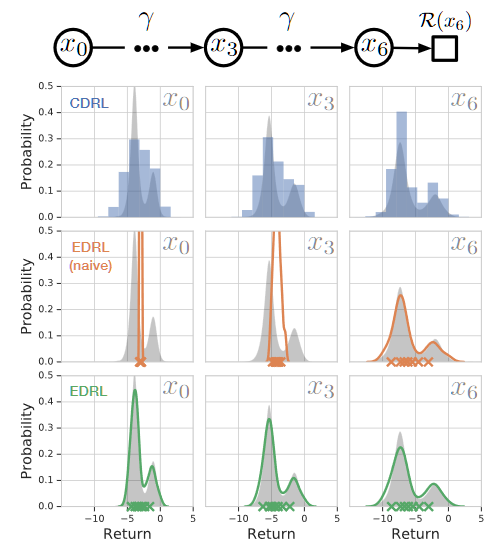 γ γ
x₀ ••• x₃ ••• x₆ R(x₆)
0.5
0.4
0.3
0.2
0.1
0.0
Probability
CDRL
x₀
x₃
x₆
0.5
0.4
0.3
0.2
0.1
0.0
Probability
EDRL
(naive)
x₀
x₃
x₆
0.5
0.4
0.3
0.2
0.1
0.0
Probability
EDRL
x₀
x₃
x₆
−10 −5 0 5
−10 −5 0 5
−10 −5 0 5
Return Return Return